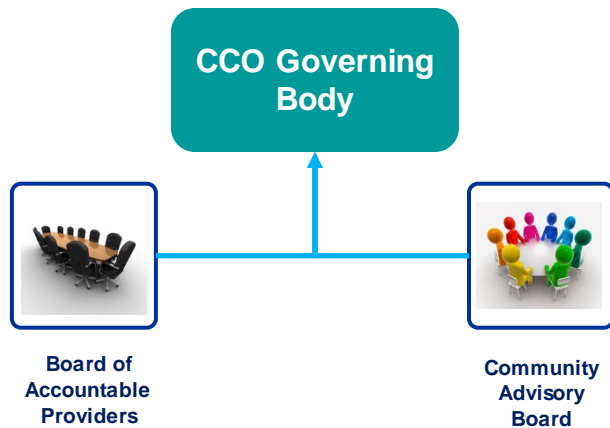 CCO Governing
Body
Board of
Accountable
Providers
Community
Advisory
Board